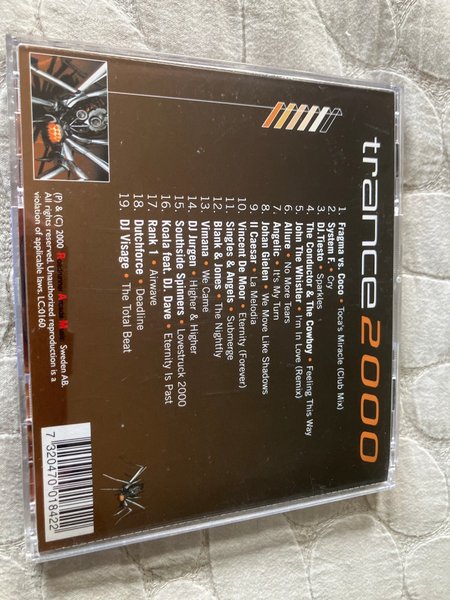 trance2000
1. Fragma vs. Coco • Toca's Miracle (Club Mix)
2. System F. • Cry
3. DJ Tiesto • Sparkles
4. The Conductor & The Cowboy • Feeling This Way
5. John The Whistler • I'm In Love (Remix)
6. Allure • No More Tears
7. Angelic • It's My Turn
8. Johan Gielen • We Move Like Shadows
9. Il Caesar • La Melodia
10. Vincent De Moor • Eternity (Forever)
11. Singles & Angels • Submerge
12. Blank & Jones • The Nightfly
13. Vimana • We Came
14. DJ Jurgen • Higher & Higher
15. Southside Spinners • Lovestruck 2000
16. Koala feat. DJ. Dave • Eternity Is Past
17. Rank 1 • Airwave
18. Dutchforce • Deadline
19. DJ Visage • The Total Beat
(P) & (C) 2000 Sweden AB.
All rights reserved. Unauthorized reproduction is a
violation of applicable laws. LC:0160
7 320470 018422